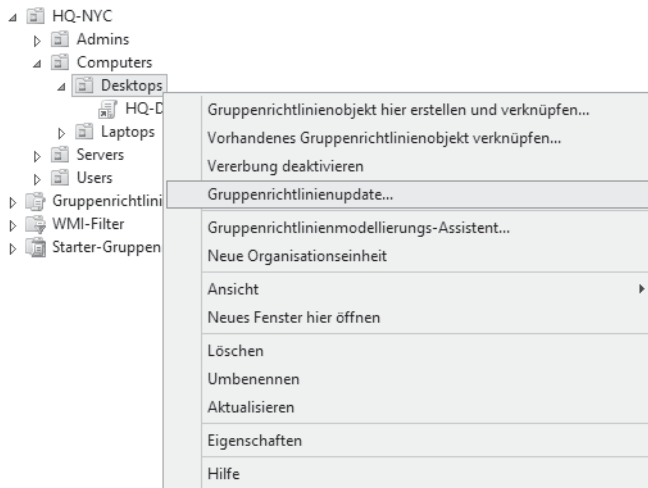 HQ-NYC
Admins
Computers
Desktops
HQ-D
Laptops
Servers
Users
Gruppenrichtlini
WMI-Filter
Starter-Gruppen
Gruppenrichtlinienobjekt hier erstellen und verknüpfen...
Vorhandenes Gruppenrichtlinienobjekt verknüpfen...
Vererbung deaktivieren
Gruppenrichtlinienupdate...
Gruppenrichtlinienmodellierungs-Assistent...
Neue Organisationseinheit
Ansicht
Neues Fenster hier öffnen
Löschen
Umbenennen
Aktualisieren
Eigenschaften
Hilfe